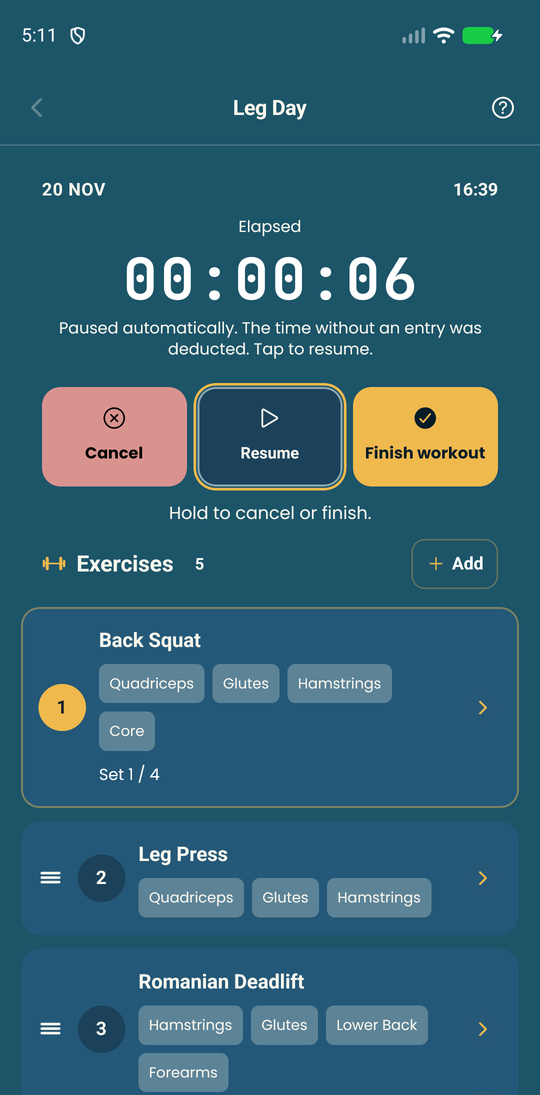 5:11
Leg Day
20 NOV
16:39
Elapsed
00:00:06
Paused automatically. The time without an entry was
deducted. Tap to resume.
Cancel
Resume
Finish workout
Hold to cancel or finish.
Exercises 5
Add
Back Squat
Quadriceps Glutes Hamstrings
1
Core
Set 1 / 4
Leg Press
2
Quadriceps Glutes Hamstrings
Romanian Deadlift
3
Hamstrings Glutes Lower Back
Forearms